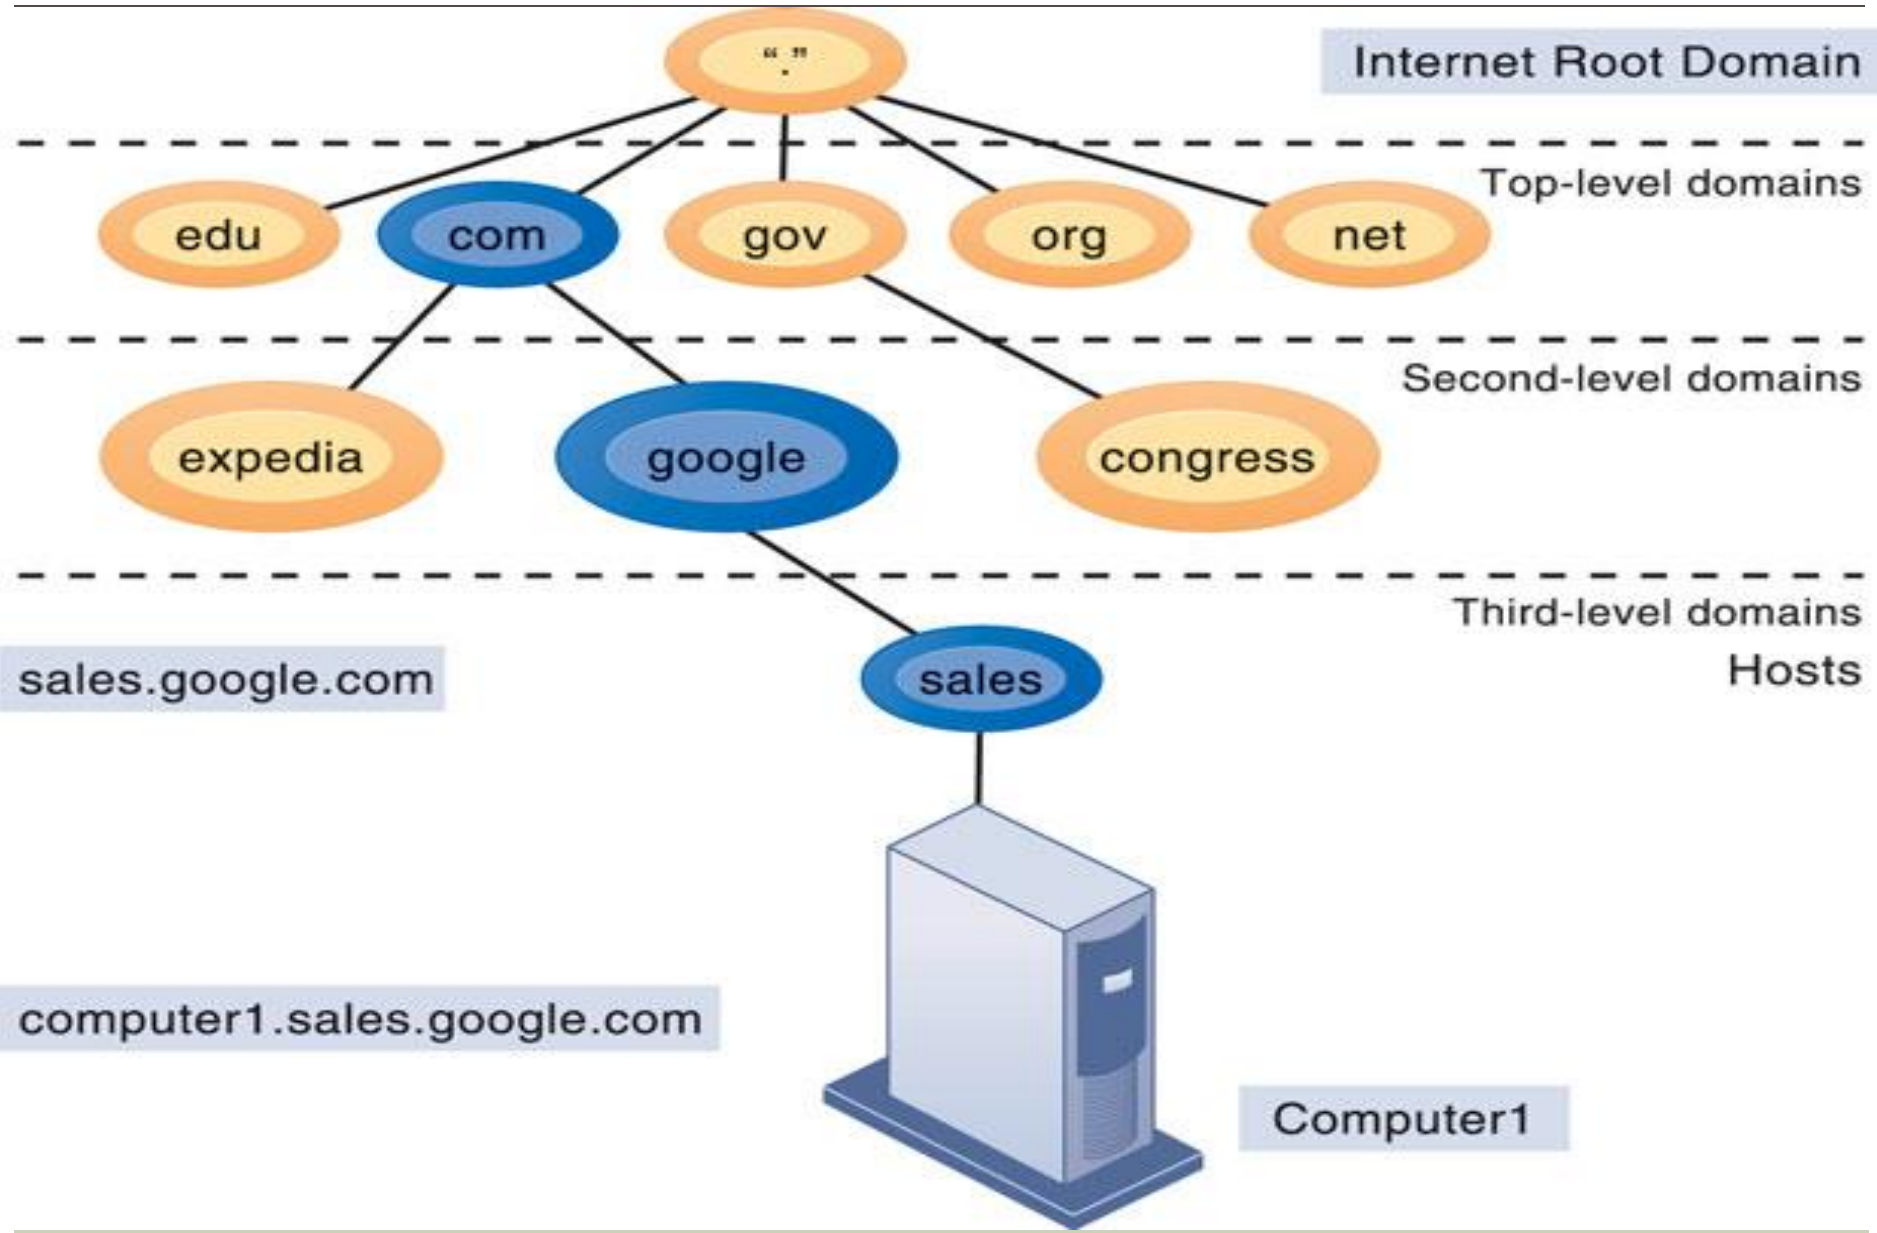 “.”
Internet Root Domain
Top-level domains
edu
com
gov
org
net
Second-level domains
expedia
google
congress
Third-level domains
Hosts
sales.google.com
sales
computer1.sales.google.com
Computer1